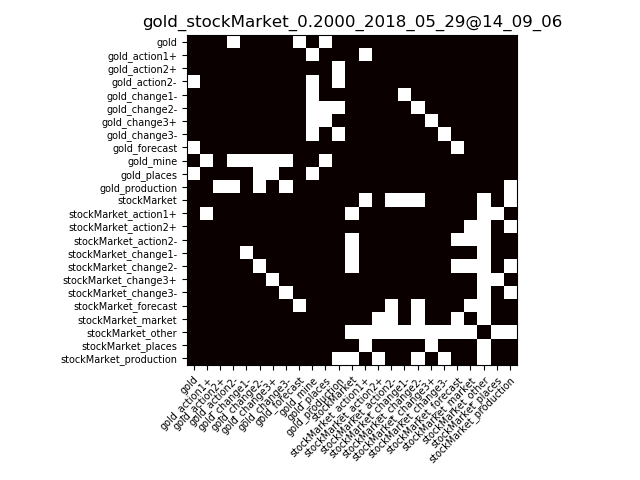 gold_stockMarket_0.2000_2018_05_29@14_09_06
gold
gold_action1+
gold_action2+
gold_action2-
gold_change1-
gold_change2-
gold_change3+
gold_change3-
gold_forecast
gold_mine
gold_places
gold_production
stockMarket
stockMarket_action1+
stockMarket_action2+
stockMarket_action2-
stockMarket_change1-
stockMarket_change2-
stockMarket_change3+
stockMarket_change3-
stockMarket_forecast
stockMarket_market
stockMarket_other
stockMarket_places
stockMarket_production
gold
gold_action1+
gold_action2+
gold_action2-
gold_change1-
gold_change2-
gold_change3+
gold_change3-
gold_forecast
gold_mine
gold_places
gold_production
stockMarket
stockMarket_action1+
stockMarket_action2+
stockMarket_action2-
stockMarket_change1-
stockMarket_change2-
stockMarket_change3+
stockMarket_change3-
stockMarket_forecast
stockMarket_market
stockMarket_other
stockMarket_places
stockMarket_production